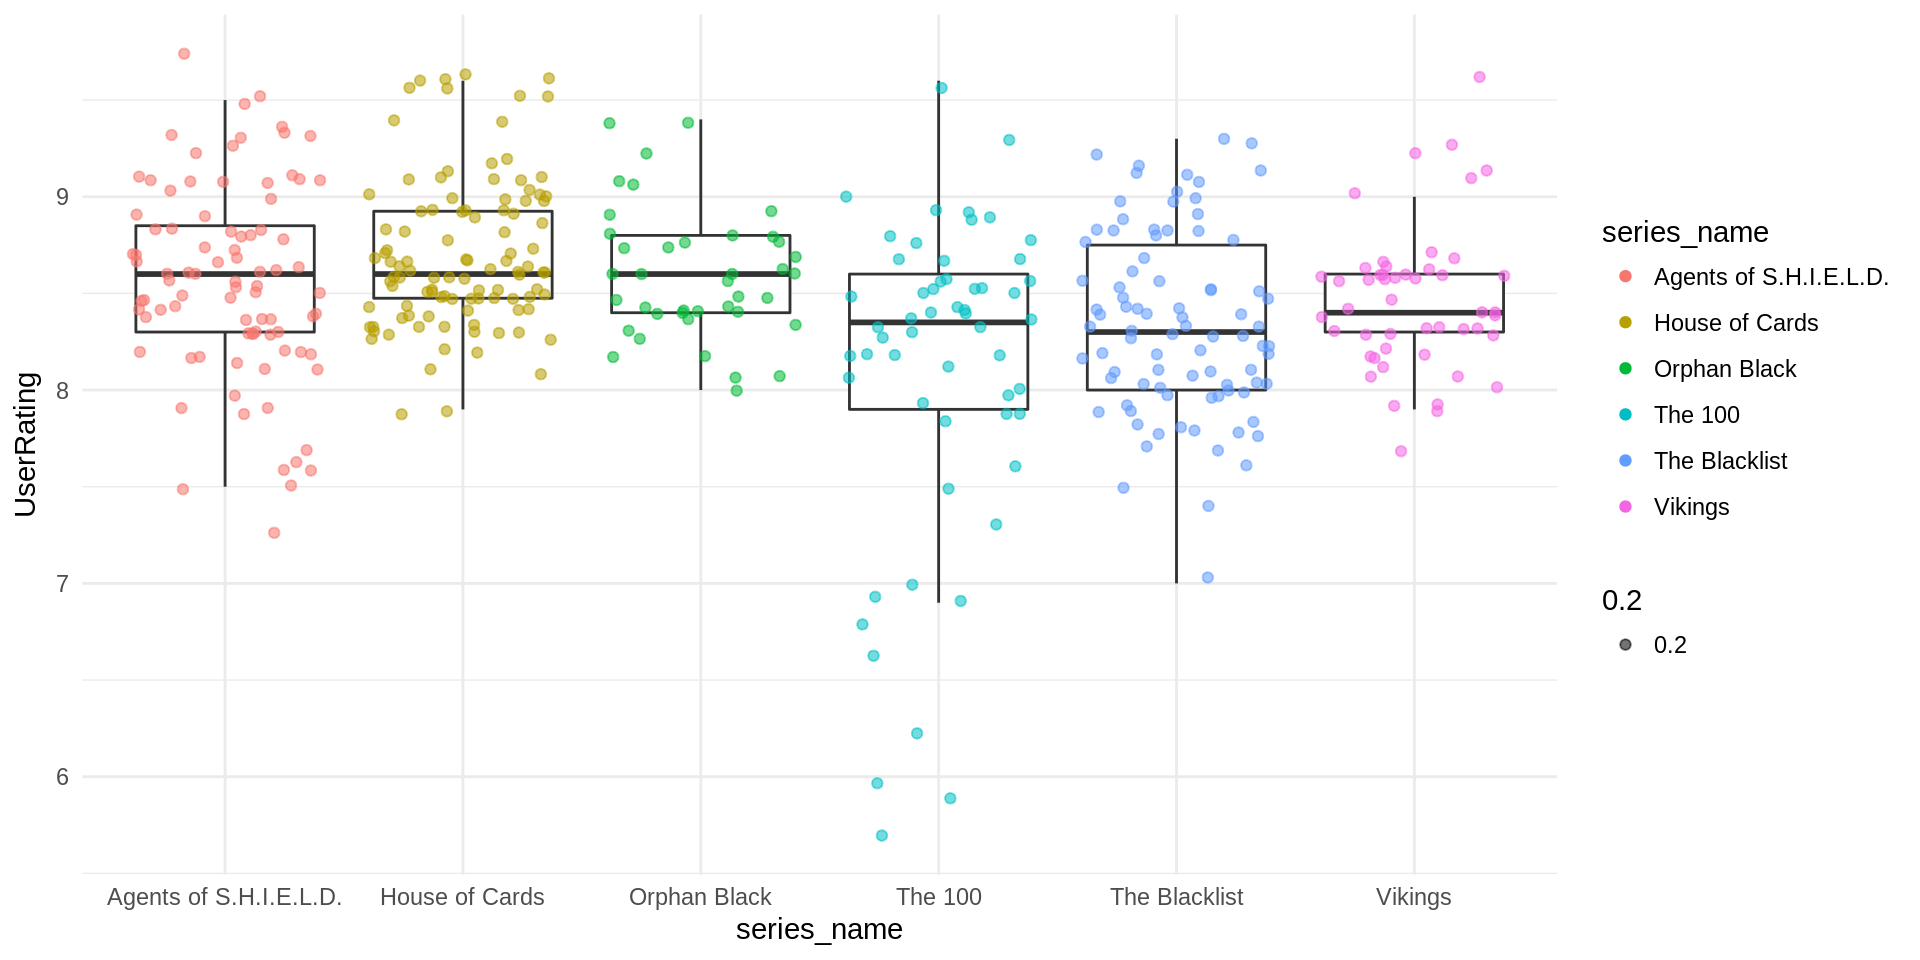 UserRating
9
8
7
6
Agents of S.H.I.E.L.D.
House of Cards
Orphan Black
The 100
The Blacklist
Vikings
series_name
series_name
Agents of S.H.I.E.L.D.
House of Cards
Orphan Black
The 100
The Blacklist
Vikings
0.2
0.2